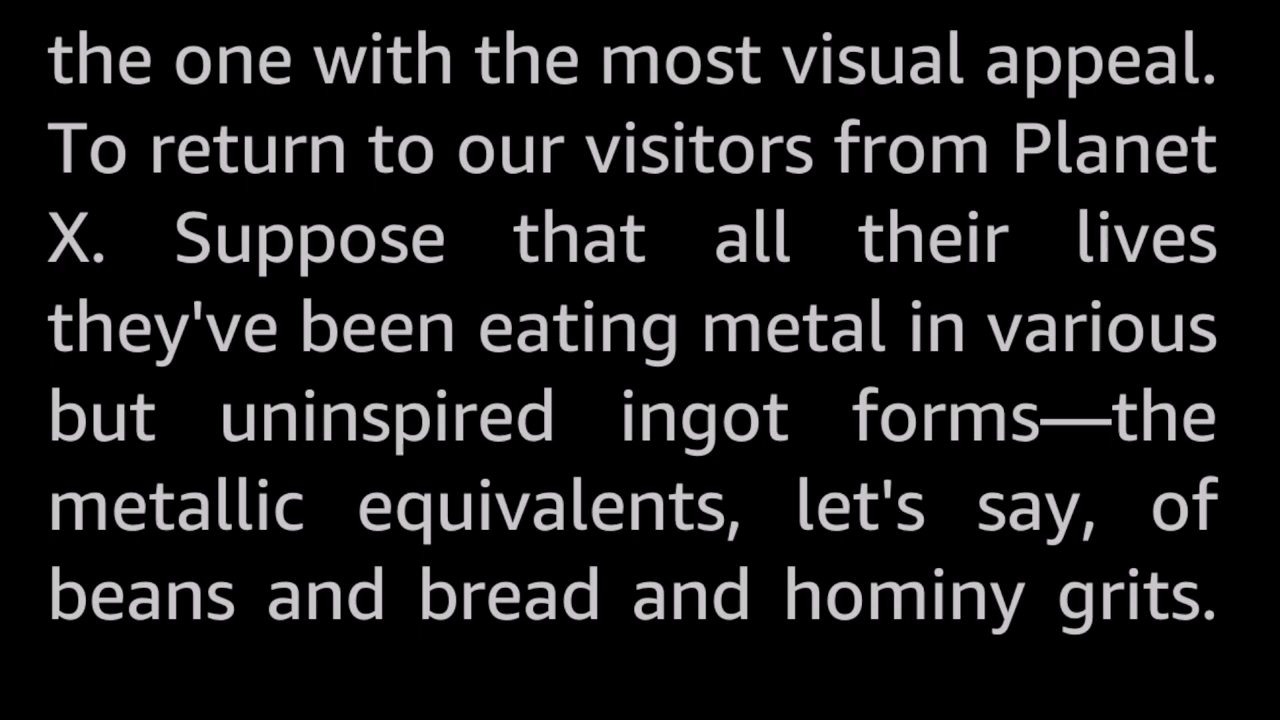 the one with the most visual appeal.
To return to our visitors from Planet
X. Suppose that all their lives
they've been eating metal in various
but uninspired ingot forms—the
metallic equivalents, let's say, of
beans and bread and hominy grits.